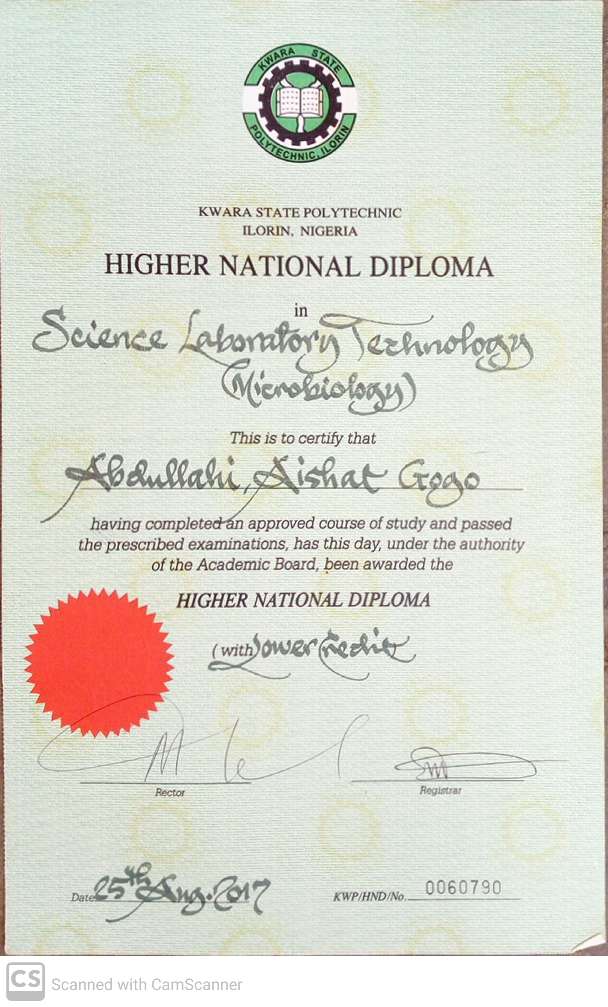 KWARA STATE
POLYTECHNIC, ILORIN
KWARA STATE POLYTECHNIC
ILORIN, NIGERIA
HIGHER NATIONAL DIPLOMA
in
Science Laboratory Technology
(Microbiology)
This is to certify that
Abdullahi, Aishat Gogo
having completed an approved course of study and passed
the prescribed examinations, has this day, under the authority
of the Academic Board, been awarded the
HIGHER NATIONAL DIPLOMA
(with Lower Credit
Rector
Registrar
Date 25th Aug. 2017
KWP/HND/No. 0060790
CS Scanned with CamScanner